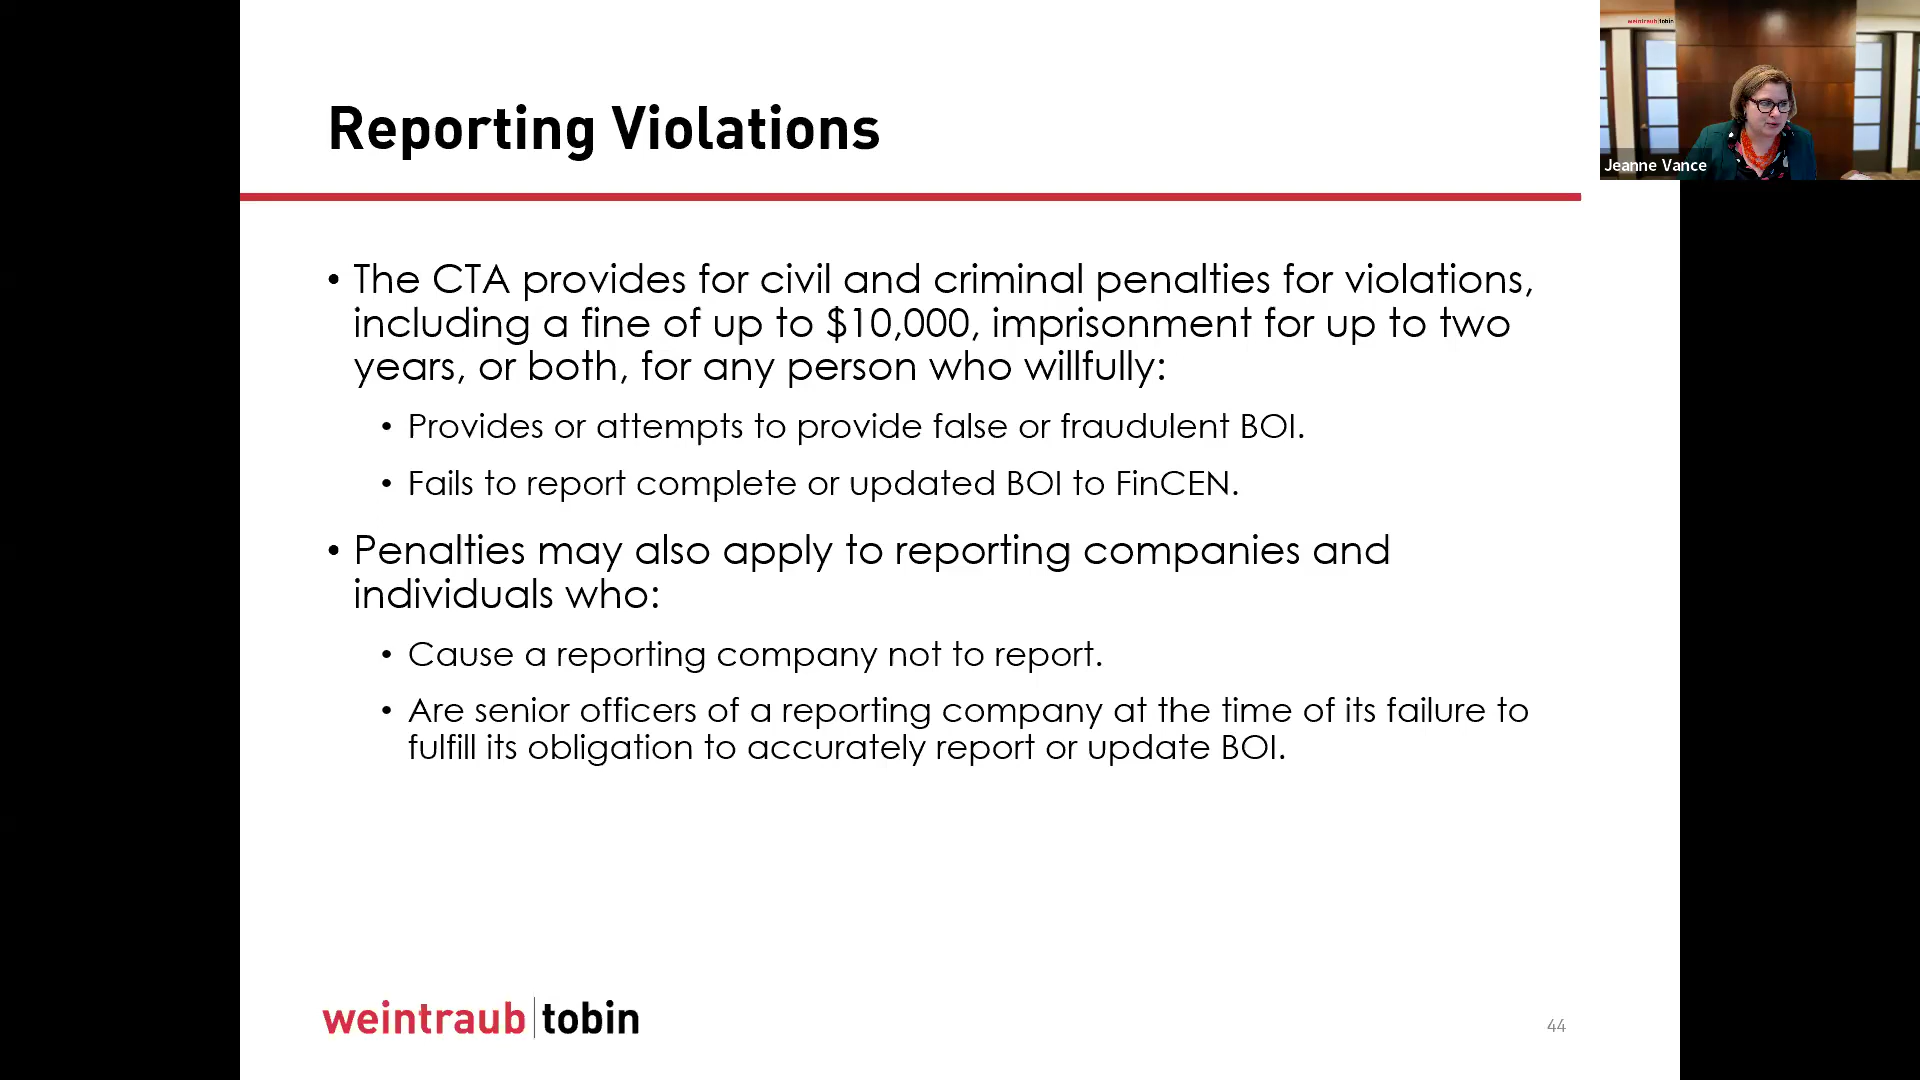 weintraub tobin
Reporting Violations
Jeanne Vance
• The CTA provides for civil and criminal penalties for violations,
including a fine of up to $10,000, imprisonment for up to two
years, or both, for any person who willfully:
• Provides or attempts to provide false or fraudulent BOI.
• Fails to report complete or updated BOI to FinCEN.
• Penalties may also apply to reporting companies and
individuals who:
• Cause a reporting company not to report.
• Are senior officers of a reporting company at the time of its failure to
fulfill its obligation to accurately report or update BOI.
weintraub|tobin
44